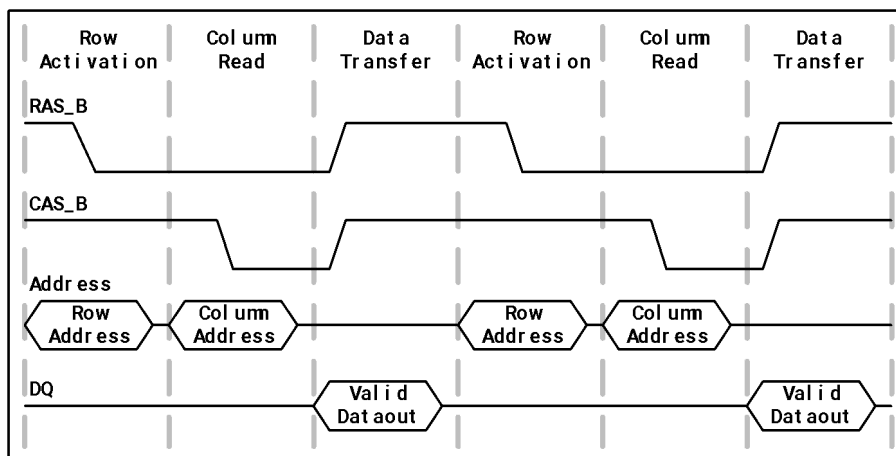 Row Column Data Row Column Data
Activation Read Transfer Activation Read Transfer
RAS_B
CAS_B
Address
Row Column Row Column
Address Address Address Address
DQ
Valid Valid
Dataout Dataout